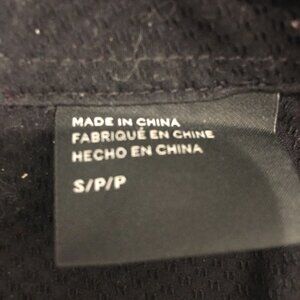 MADE IN CHINA
FABRIQUÉ EN CHINE
HECHO EN CHINA
S/P/P